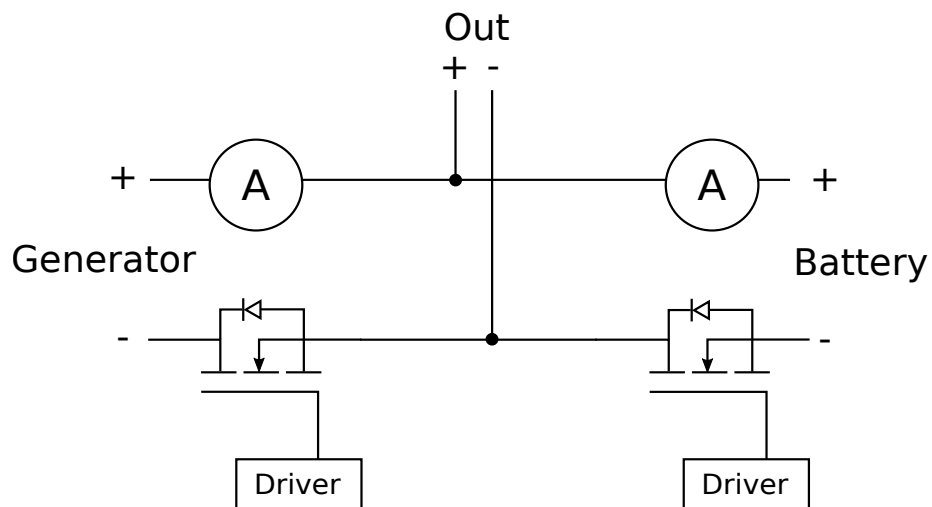 Out
+ -
+ A A +
Generator Battery
- -
Driver Driver